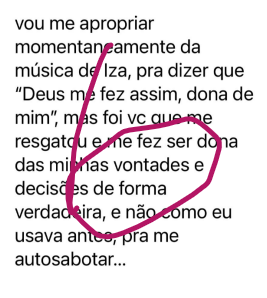 vou me apropriar
momentaneamente da
música de Iza, pra dizer que
“Deus me fez assim, dona de
mim”, mas foi vc que me
resgatou e me fez ser dona
das minhas vontades e
decisões de forma
verdadeira, e não como eu
usava antes, pra me
autosabotar...